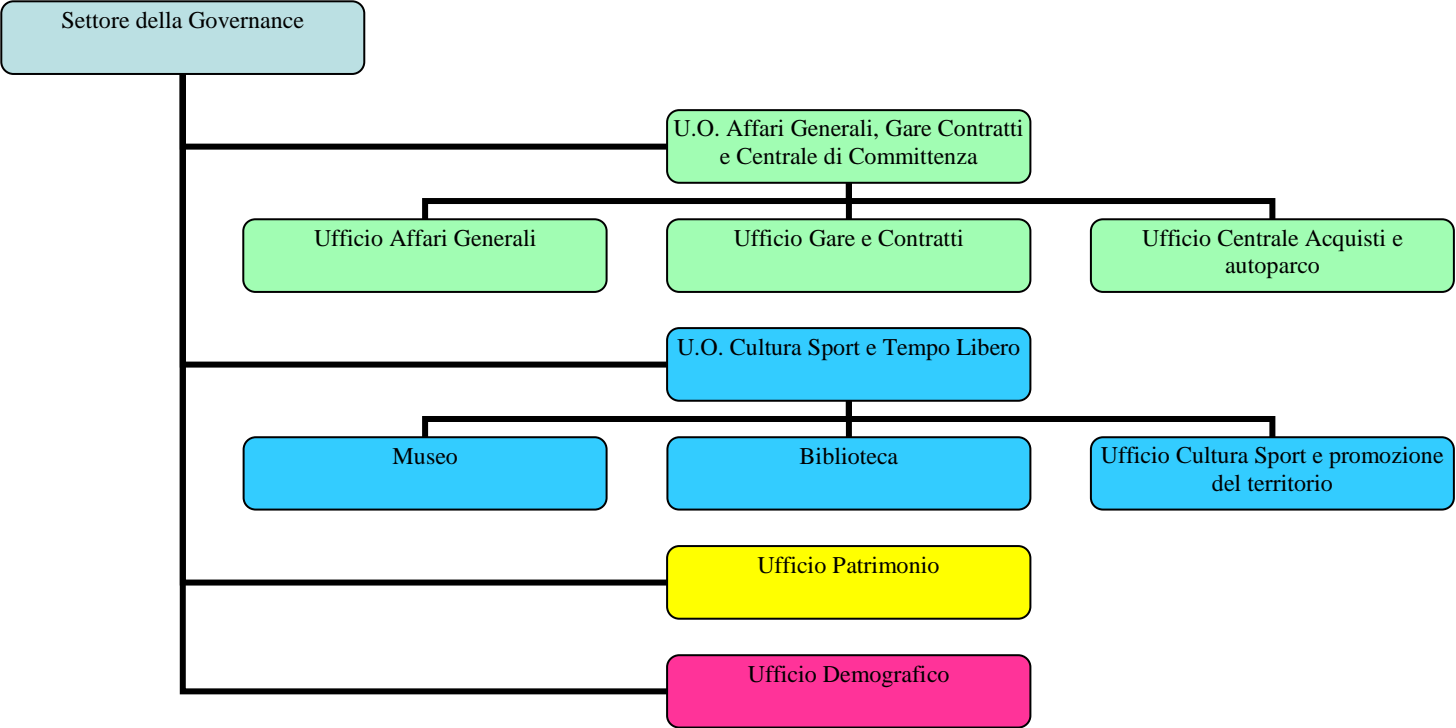 Settore della Governance
U.O. Affari Generali, Gare Contratti
e Centrale di Committenza
Ufficio Affari Generali
Ufficio Gare e Contratti
Ufficio Centrale Acquisti e
autoparco
U.O. Cultura Sport e Tempo Libero
Museo
Biblioteca
Ufficio Cultura Sport e promozione
del territorio
Ufficio Patrimonio
Ufficio Demografico